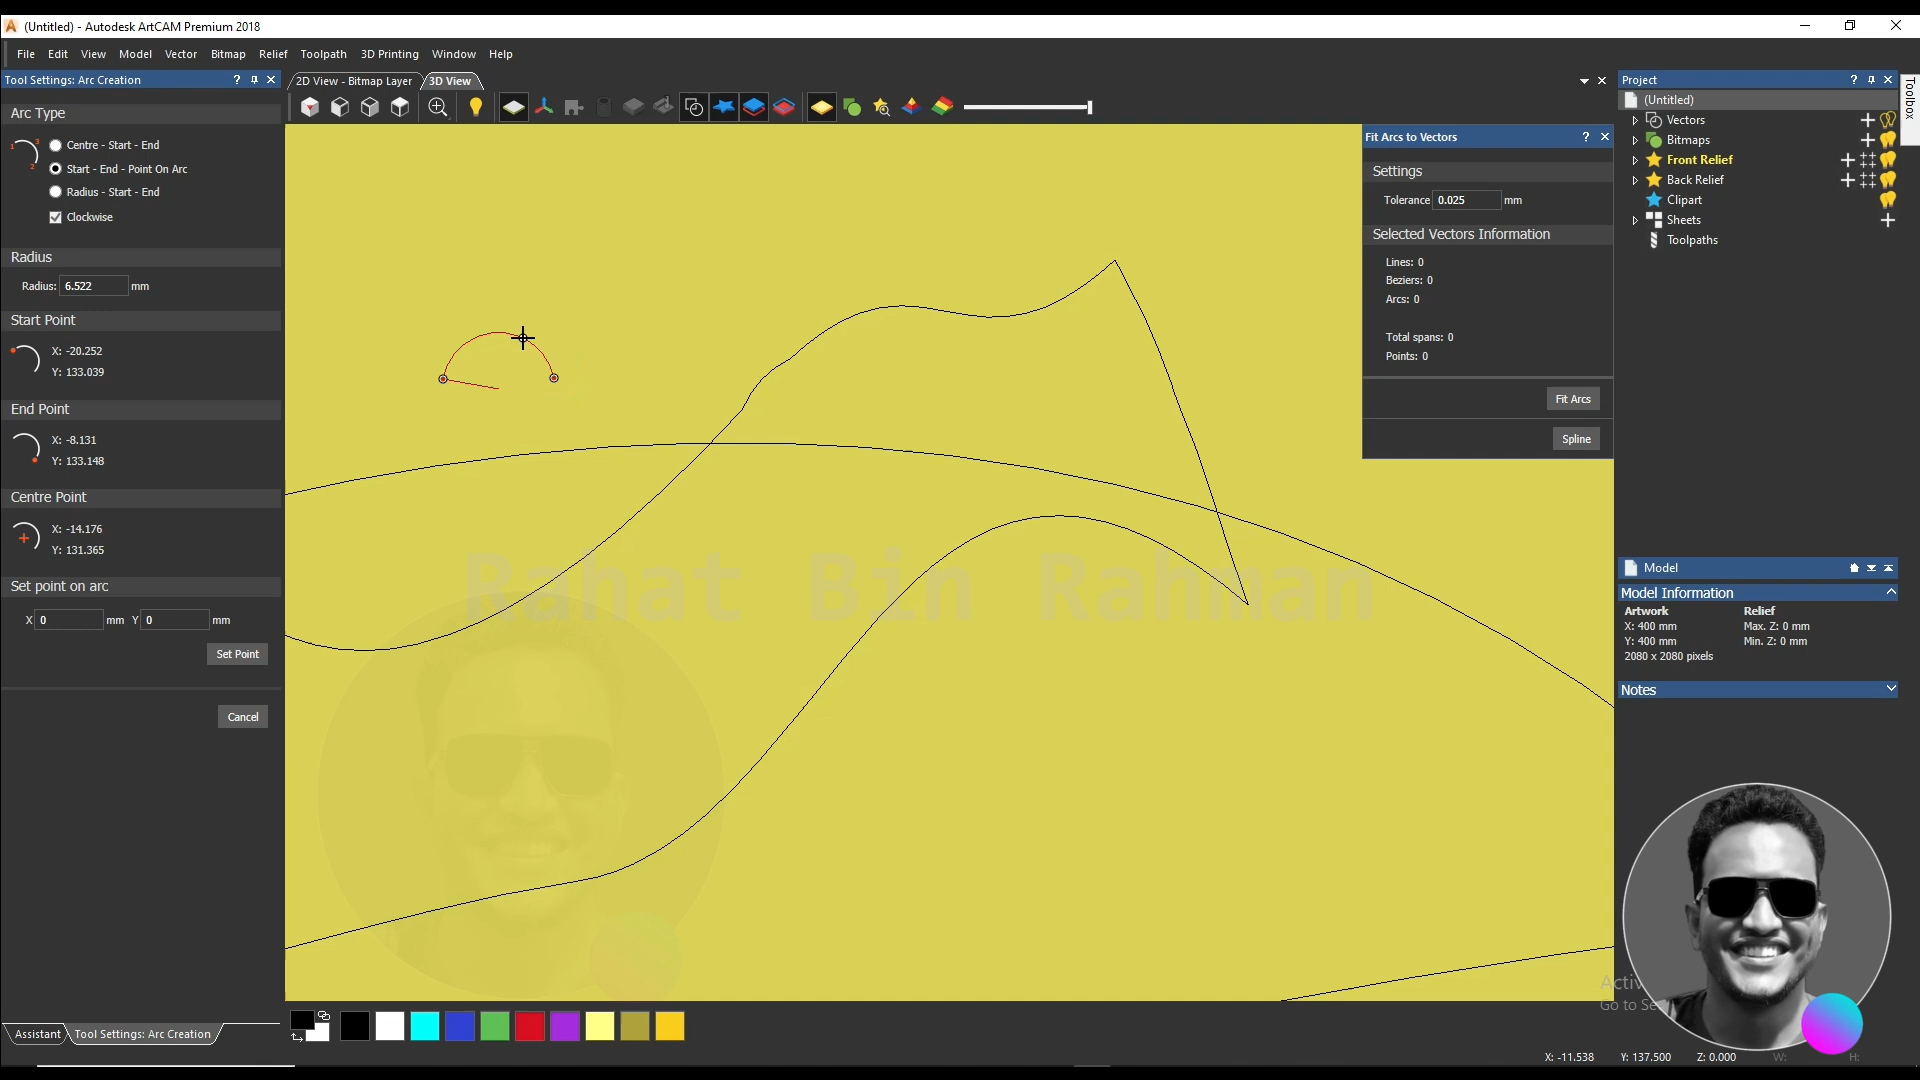 (Untitled) - Autodesk ArtCAM Premium 2018
File Edit View Model Vector Bitmap Relief Toolpath 3D Printing Window Help
Tool Settings: Arc Creation
2D View - Bitmap Layer
3D View
Arc Type
Centre - Start - End
Start - End - Point On Arc
Radius - Start - End
Clockwise
Radius
Radius: 6.522 mm
Start Point
X: -20.252
Y: 133.039
End Point
X: -8.131
Y: 133.148
Centre Point
X: -14.176
Y: 131.365
Set point on arc
X 0 mm Y 0 mm
Set Point
Cancel
Assistant
Tool Settings: Arc Creation
Rahat Bin Rahman
Fit Arcs to Vectors
Settings
Tolerance 0.025 mm
Selected Vectors Information
Lines: 0
Beziers: 0
Arcs: 0
Total spans: 0
Points: 0
Fit Arcs
Spline
Project
Toolbox
(Untitled)
Vectors
Bitmaps
Front Relief
Back Relief
Clipart
Sheets
Toolpaths
Model
Model Information
Artwork Relief
X: 400 mm Max. Z: 0 mm
Y: 400 mm Min. Z: 0 mm
2080 x 2080 pixels
Notes
Go to Se
X: -11.538 Y: 137.500 Z: 0.000 W: H: